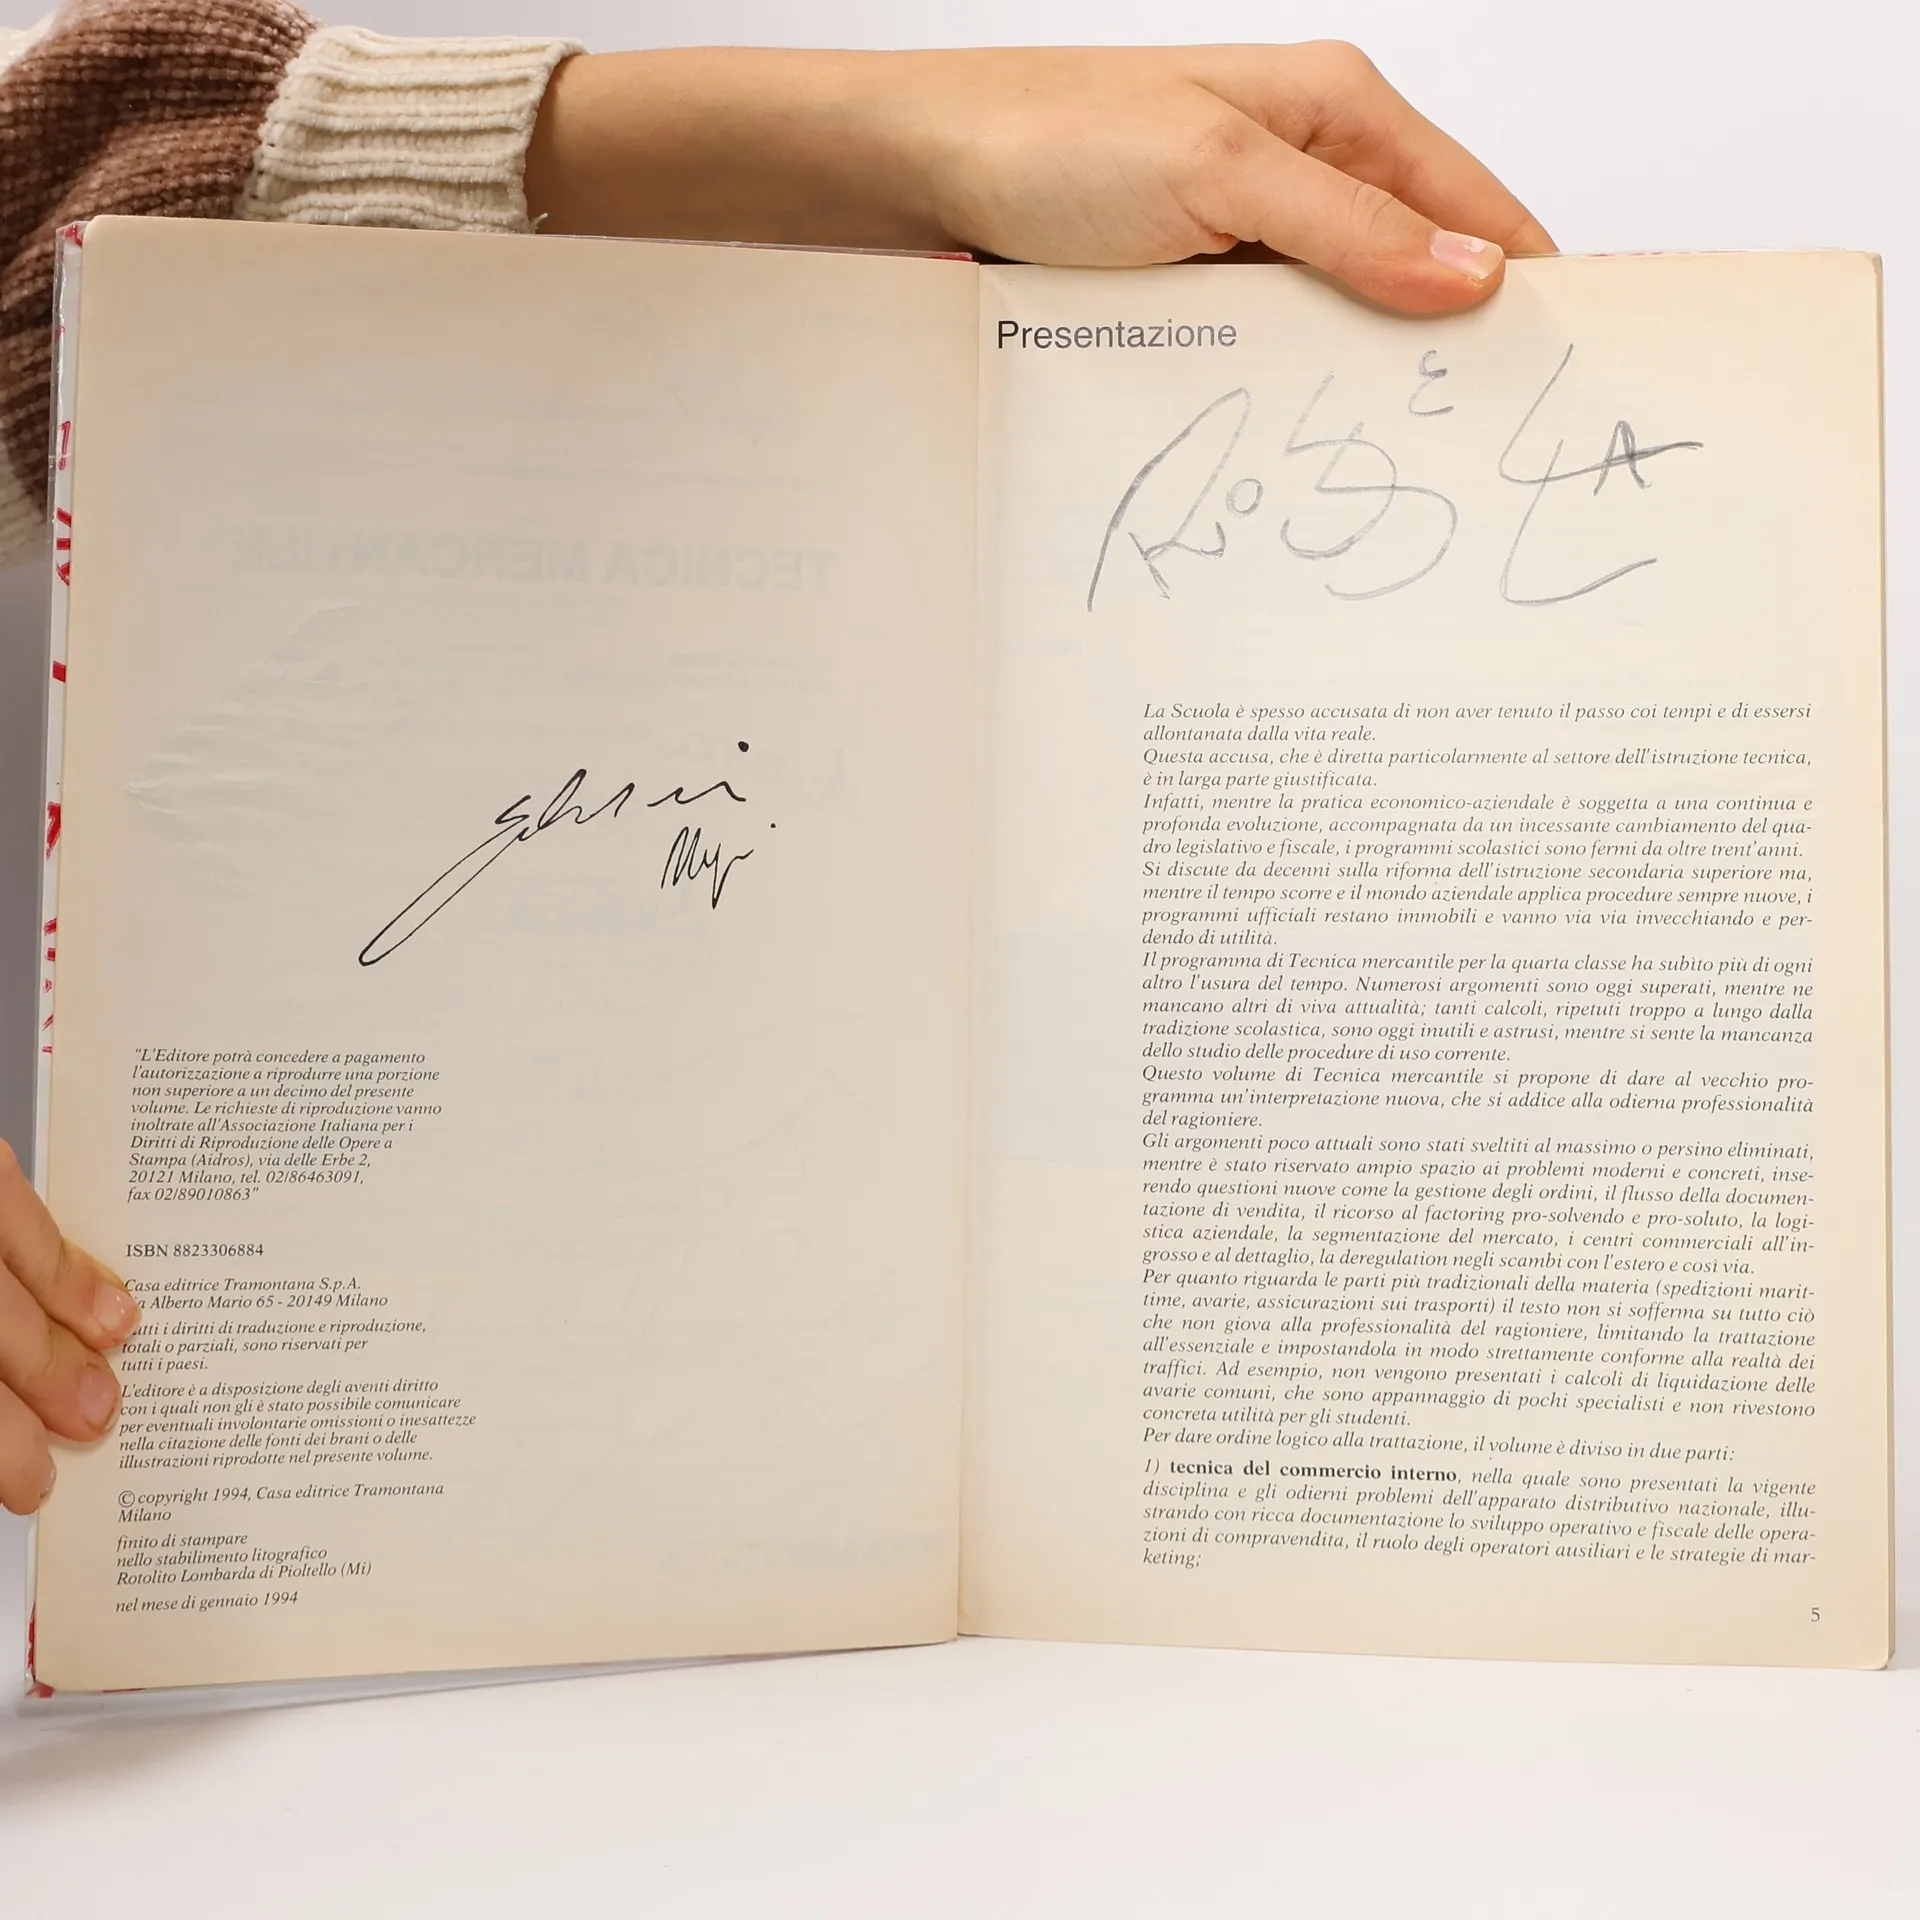 "L'Editore potrà concedere a pagamento
l'autorizzazione a riprodurre una porzione
non superiore a un decimo del presente
volume. Le richieste di riproduzione vanno
inoltrate all'Associazione Italiana per i
Diritti di Riproduzione delle Opere a
Stampa (Aidros), via delle Erbe 2,
20121 Milano, tel. 02/86463091,
fax 02/89010863"
ISBN 8823306884
Casa editrice Tramontana S.p.A.
Alberto Mario 65 - 20149 Milano
i diritti di traduzione e riproduzione,
totali o parziali, sono riservati per
tutti i paesi.
L'editore è a disposizione degli aventi diritto
con i quali non gli è stato possibile comunicare
per eventuali involontarie omissioni o inesattezze
nella citazione delle fonti dei brani o delle
illustrazioni riprodotte nel presente volume.
© copyright 1994, Casa editrice Tramontana
Milano
finito di stampare
nello stabilimento litografico
Rotolito Lombarda di Pioltello (Mi)
nel mese di gennaio 1994
Presentazione
La Scuola è spesso accusata di non aver tenuto il passo coi tempi e di essersi
allontanata dalla vita reale.
Questa accusa, che è diretta particolarmente al settore dell'istruzione tecnica,
è in larga parte giustificata.
Infatti, mentre la pratica economico-aziendale è soggetta a una continua e
profonda evoluzione, accompagnata da un incessante cambiamento del qua-
dro legislativo e fiscale, i programmi scolastici sono fermi da oltre trent'anni.
Si discute da decenni sulla riforma dell'istruzione secondaria superiore ma,
mentre il tempo scorre e il mondo aziendale applica procedure sempre nuove, i
programmi ufficiali restano immobili e vanno via via invecchiando e per-
dendo di utilità.
Il programma di Tecnica mercantile per la quarta classe ha subìto più di ogni
altro l'usura del tempo. Numerosi argomenti sono oggi superati, mentre ne
mancano altri di viva attualità; tanti calcoli, ripetuti troppo a lungo dalla
tradizione scolastica, sono oggi inutili e astrusi, mentre si sente la mancanza
dello studio delle procedure di uso corrente.
Questo volume di Tecnica mercantile si propone di dare al vecchio pro-
gramma un'interpretazione nuova, che si addice alla odierna professionalità
del ragioniere.
Gli argomenti poco attuali sono stati sveltiti al massimo o persino eliminati,
mentre è stato riservato ampio spazio ai problemi moderni e concreti, inse-
rendo questioni nuove come la gestione degli ordini, il flusso della documen-
tazione di vendita, il ricorso al factoring pro-solvendo e pro-soluto, la logi-
stica aziendale, la segmentazione del mercato, i centri commerciali all'in-
grosso e al dettaglio, la deregulation negli scambi con l'estero e così via.
Per quanto riguarda le parti più tradizionali della materia (spedizioni marit-
time, avarie, assicurazioni sui trasporti) il testo non si sofferma su tutto ciò
che non giova alla professionalità del ragioniere, limitando la trattazione
all'essenziale e impostandola in modo strettamente conforme alla realtà dei
traffici. Ad esempio, non vengono presentati i calcoli di liquidazione delle
avarie comuni, che sono appannaggio di pochi specialisti e non rivestono
concreta utilità per gli studenti.
Per dare ordine logico alla trattazione, il volume è diviso in due parti:
1) tecnica del commercio interno, nella quale sono presentati la vigente
disciplina e gli odierni problemi dell'apparato distributivo nazionale, illu-
strando con ricca documentazione lo sviluppo operativo e fiscale delle opera-
zioni di compravendita, il ruolo degli operatori ausiliari e le strategie di mar-
keting;
5